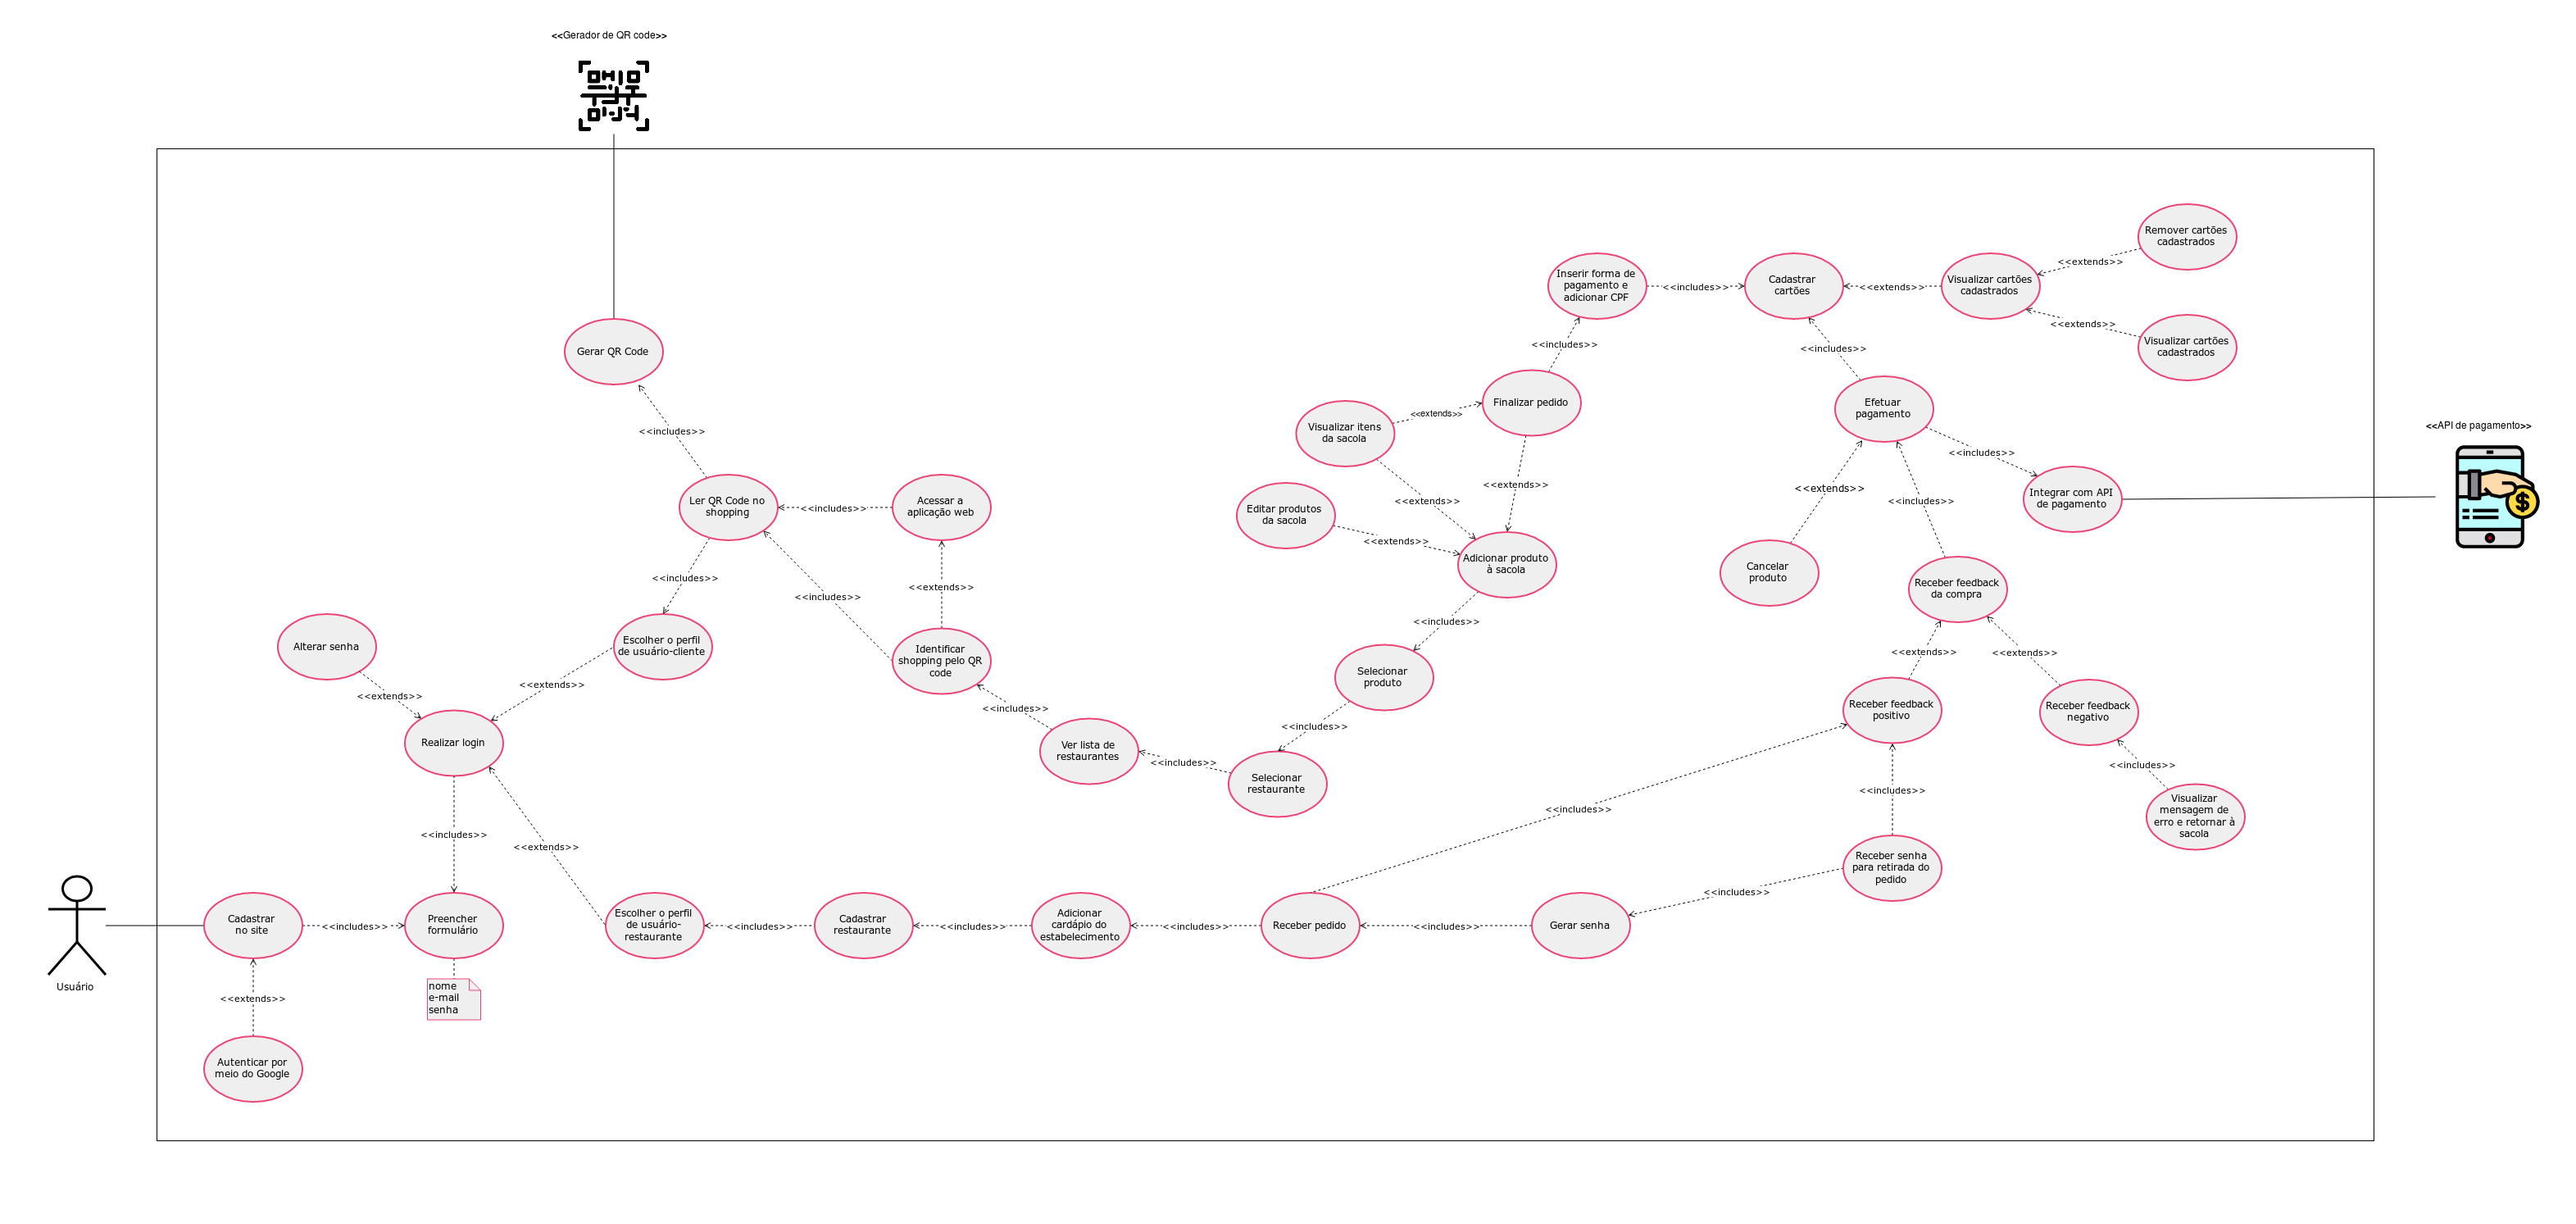 <<Gerador de QR code>>
Remover cartões
cadastrados
<<extends>>
Inserir forma de
pagamento e
adicionar CPF
<<includes>>
Cadastrar
cartões
<<extends>>
Visualizar cartões
cadastrados
<<extends>>
Visualizar cartões
cadastrados
Gerar QR Code
<<includes>>
<<includes>>
Finalizar pedido
<<extends>>
Visualizar itens
da sacola
Efetuar
pagamento
<<API de pagamento>>
<<includes>>
<<includes>>
Ler QR Code no
shopping
<<includes>>
Acessar a
aplicação web
<<extends>>
<<extends>>
<<extends>>
<<includes>>
Integrar com API
de pagamento
Editar produtos
da sacola
<<extends>>
Adicionar produto
à sacola
Cancelar
produto
Receber feedback
da compra
<<includes>>
<<includes>>
<<extends>>
<<includes>>
Alterar senha
Escolher o perfil
de usuário-cliente
Identificar
shopping pelo QR
code
<<extends>>
<<extends>>
Selecionar
produto
<<extends>>
<<extends>>
<<includes>>
<<includes>>
Receber feedback
positivo
Receber feedback
negativo
Realizar login
Ver lista de
restaurantes
<<includes>>
Selecionar
restaurante
<<includes>>
<<includes>>
<<includes>>
Visualizar
mensagem de
erro e retornar à
sacola
<<includes>>
<<extends>>
Receber senha
para retirada do
pedido
<<includes>>
Cadastrar
no site
<<includes>>
Preencher
formulário
Escolher o perfil
de usuário-
restaurante
<<includes>>
Cadastrar
restaurante
<<includes>>
Adicionar
cardápio do
estabelecimento
<<includes>>
Receber pedido
<<includes>>
Gerar senha
Usuário
<<extends>>
nome
e-mail
senha
Autenticar por
meio do Google